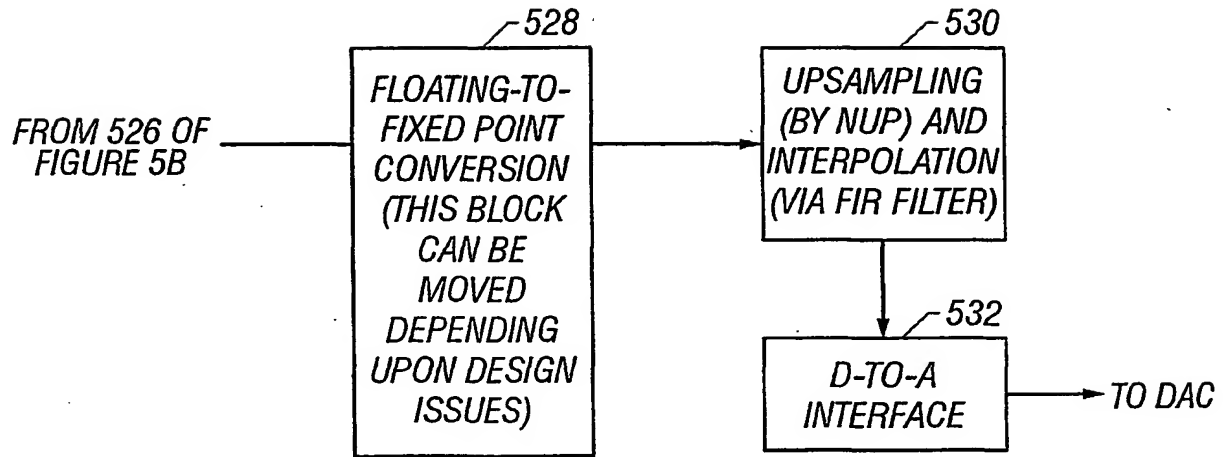 FROM 526 OF
FIGURE 5B
528
FLOATING-TO-
FIXED POINT
CONVERSION
(THIS BLOCK
CAN BE
MOVED
DEPENDING
UPON DESIGN
ISSUES)
530
UPSAMPLING
(BY NUP) AND
INTERPOLATION
(VIA FIR FILTER)
532
D-TO-A
INTERFACE
TO DAC